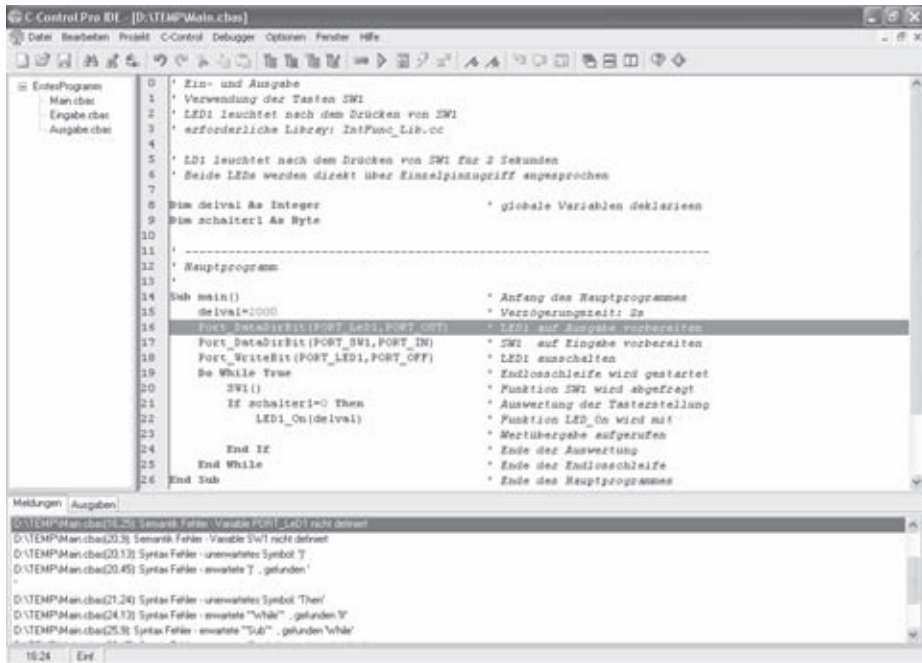 C-Control Pro IDE - [D:\TEMP\Main.cbas]
Datei Bearbeiten Projekt C-Control Debugger Optionen Fenster Hilfe
ErstesProgramm
Main.cbas
Eingabe.cbas
Ausgabe.cbas
0 ' Ein- und Ausgabe
1 ' Verwendung der Tasten SW1
2 ' LED1 leuchtet nach dem Drücken von SW1
3 ' erforderliche Library: IntFunc_Lib.cc
4
5 ' LD1 leuchtet nach dem Drücken von SW1 für 2 Sekunden
6 ' Beide LEDs werden direkt über Einzelpinzugriff angesprochen
7
8 Dim delval As Integer ' globale Variablen deklarieen
9 Dim schalter1 As Byte
10
11 ' ----------------------------------------------------------------------
12 ' Hauptprogramm
13 '
14 Sub main() ' Anfang des Hauptprogrammes
15 delval=2000 ' Verzögerungszeit: 2s
16 Port_DataDirBit(PORT_LeD1,PORT_OUT) ' LED1 auf Ausgabe vorbereiten
17 Port_DataDirBit(PORT_SW1,PORT_IN) ' SW1 auf Eingabe vorbereiten
18 Port_WriteBit(PORT_LED1,PORT_OFF) ' LED1 ausschalten
19 Do While True ' Endlosschleife wird gestartet
20 SW1() ' Funktion SW1 wird abgefragt
21 If schalter1=0 Then ' Auswertung der Tasterstellung
22 LED1_On(delval) ' Funktion LED_On wird mit
23 ' Wertübergabe aufgerufen
24 End If ' Ende der Auswertung
25 End While ' Ende der Endlosschleife
26 End Sub ' Ende des Hauptprogrammes
Meldungen Ausgaben
D:\TEMP\Main.cbas(16,25): Semantik Fehler - Variable PORT_LeD1 nicht definiert
D:\TEMP\Main.cbas(20,9): Semantik Fehler - Variable SW1 nicht definiert
D:\TEMP\Main.cbas(20,13): Syntax Fehler - unerwartetes Symbol: ')'
D:\TEMP\Main.cbas(20,45): Syntax Fehler - erwartete ')' , gefunden '
'
D:\TEMP\Main.cbas(21,24): Syntax Fehler - unerwartetes Symbol: 'Then'
D:\TEMP\Main.cbas(24,13): Syntax Fehler - erwartete '"While"' , gefunden 'If'
D:\TEMP\Main.cbas(25,9): Syntax Fehler - erwartete '"Sub"' , gefunden 'While'
16:24 Einf